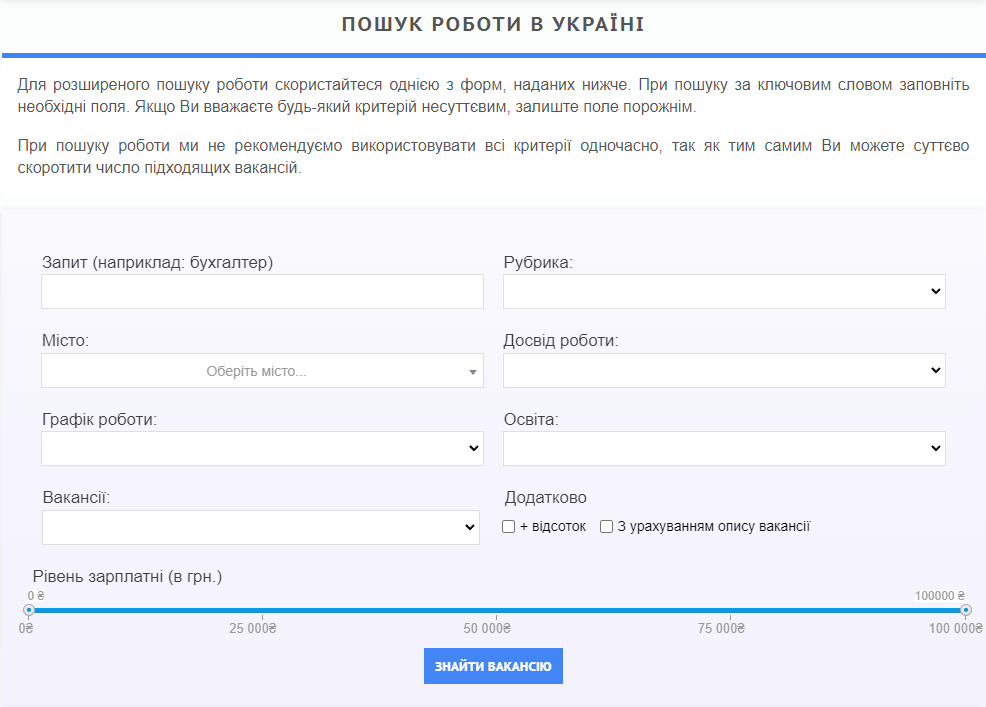 ПОШУК РОБОТИ В УКРАЇНІ
Для розширеного пошуку роботи скористайтеся однією з форм, наданих нижче. При пошуку за ключовим словом заповніть
необхідні поля. Якщо Ви вважаєте будь-який критерій несуттєвим, залиште поле порожнім.
При пошуку роботи ми не рекомендуємо використовувати всі критерії одночасно, так як тим самим Ви можете суттєво
скоротити число підходящих вакансій.
Запит (наприклад: бухгалтер)
Рубрика:
Місто:
Досвід роботи:
Оберіть місто...
Графік роботи:
Освіта:
Вакансії:
Додатково
+ відсоток
З урахуванням опису вакансії
Рівень зарплатні (в грн.)
0 ₴
100000 ₴
0₴
25 000₴
50 000₴
75 000₴
100 000₴
ЗНАЙТИ ВАКАНСІЮ